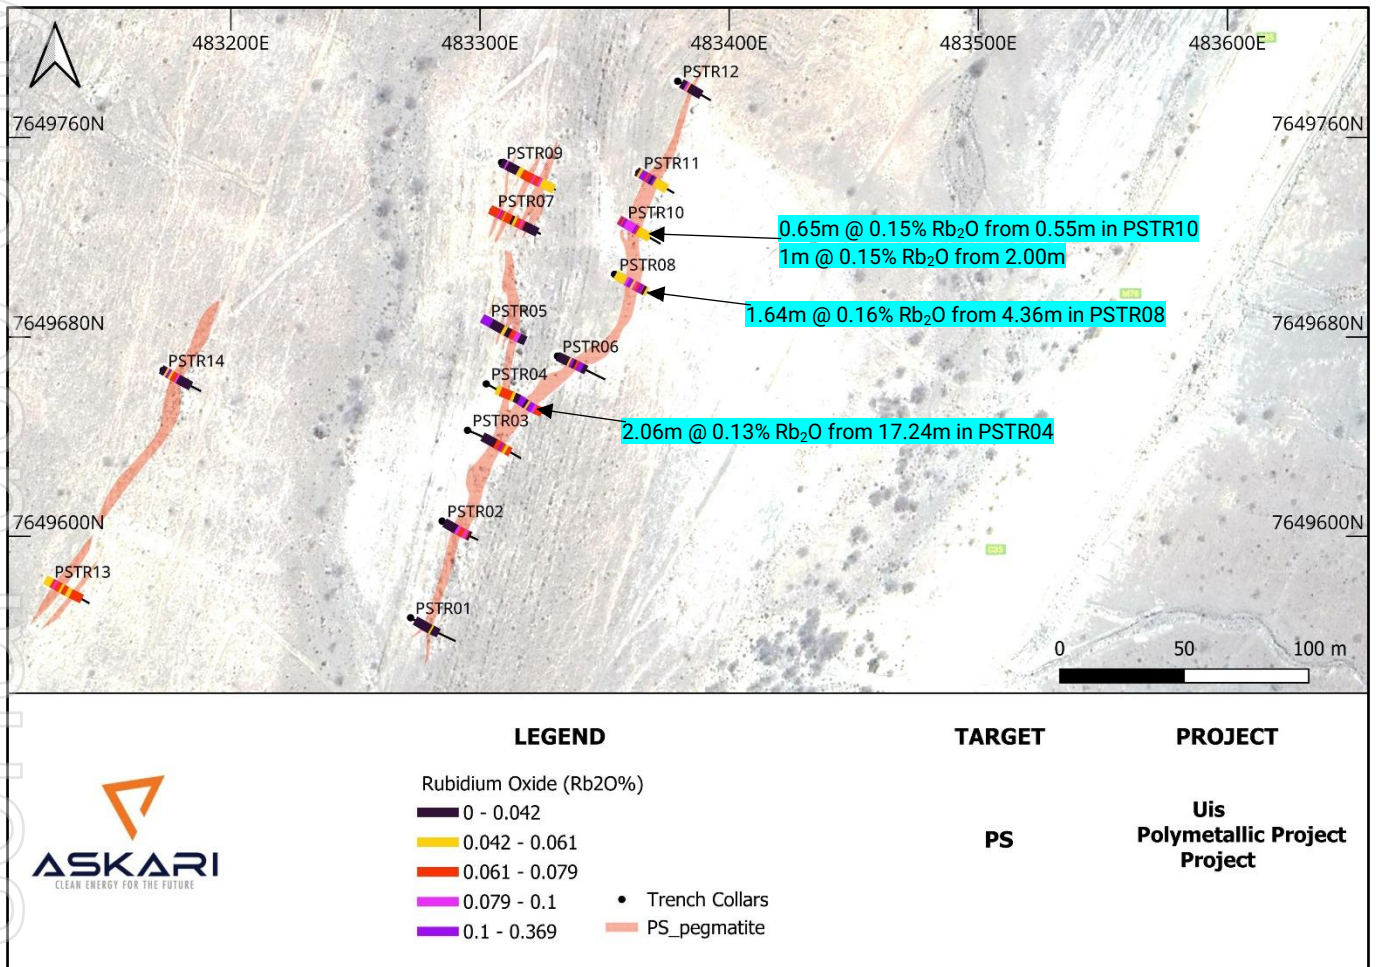 483200E
483300E
483400E
483500E
483600E
C35
PSTR12
7649760N
7649760N
PSTR09
PSTR11
PSTR07
PSTR10
0.65m @ 0.15% Rb₂O from 0.55m in PSTR10
1m @ 0.15% Rb₂O from 2.00m
PSTR08
M76
PSTR05
1.64m @ 0.16% Rb₂O from 4.36m in PSTR08
7649680N
7649680N
PSTR06
PSTR14
PSTR04
PSTR03
2.06m @ 0.13% Rb₂O from 17.24m in PSTR04
PSTR02
7649600N
7649600N
C35
PSTR13
PSTR01
0 50 100 m
LEGEND
TARGET
PROJECT
Rubidium Oxide (Rb2O%)
0 - 0.042
0.042 - 0.061
0.061 - 0.079
0.079 - 0.1
0.1 - 0.369
Trench Collars
PS_pegmatite
PS
Uis
Polymetallic Project
Project
ASKARI
CLEAN ENERGY FOR THE FUTURE